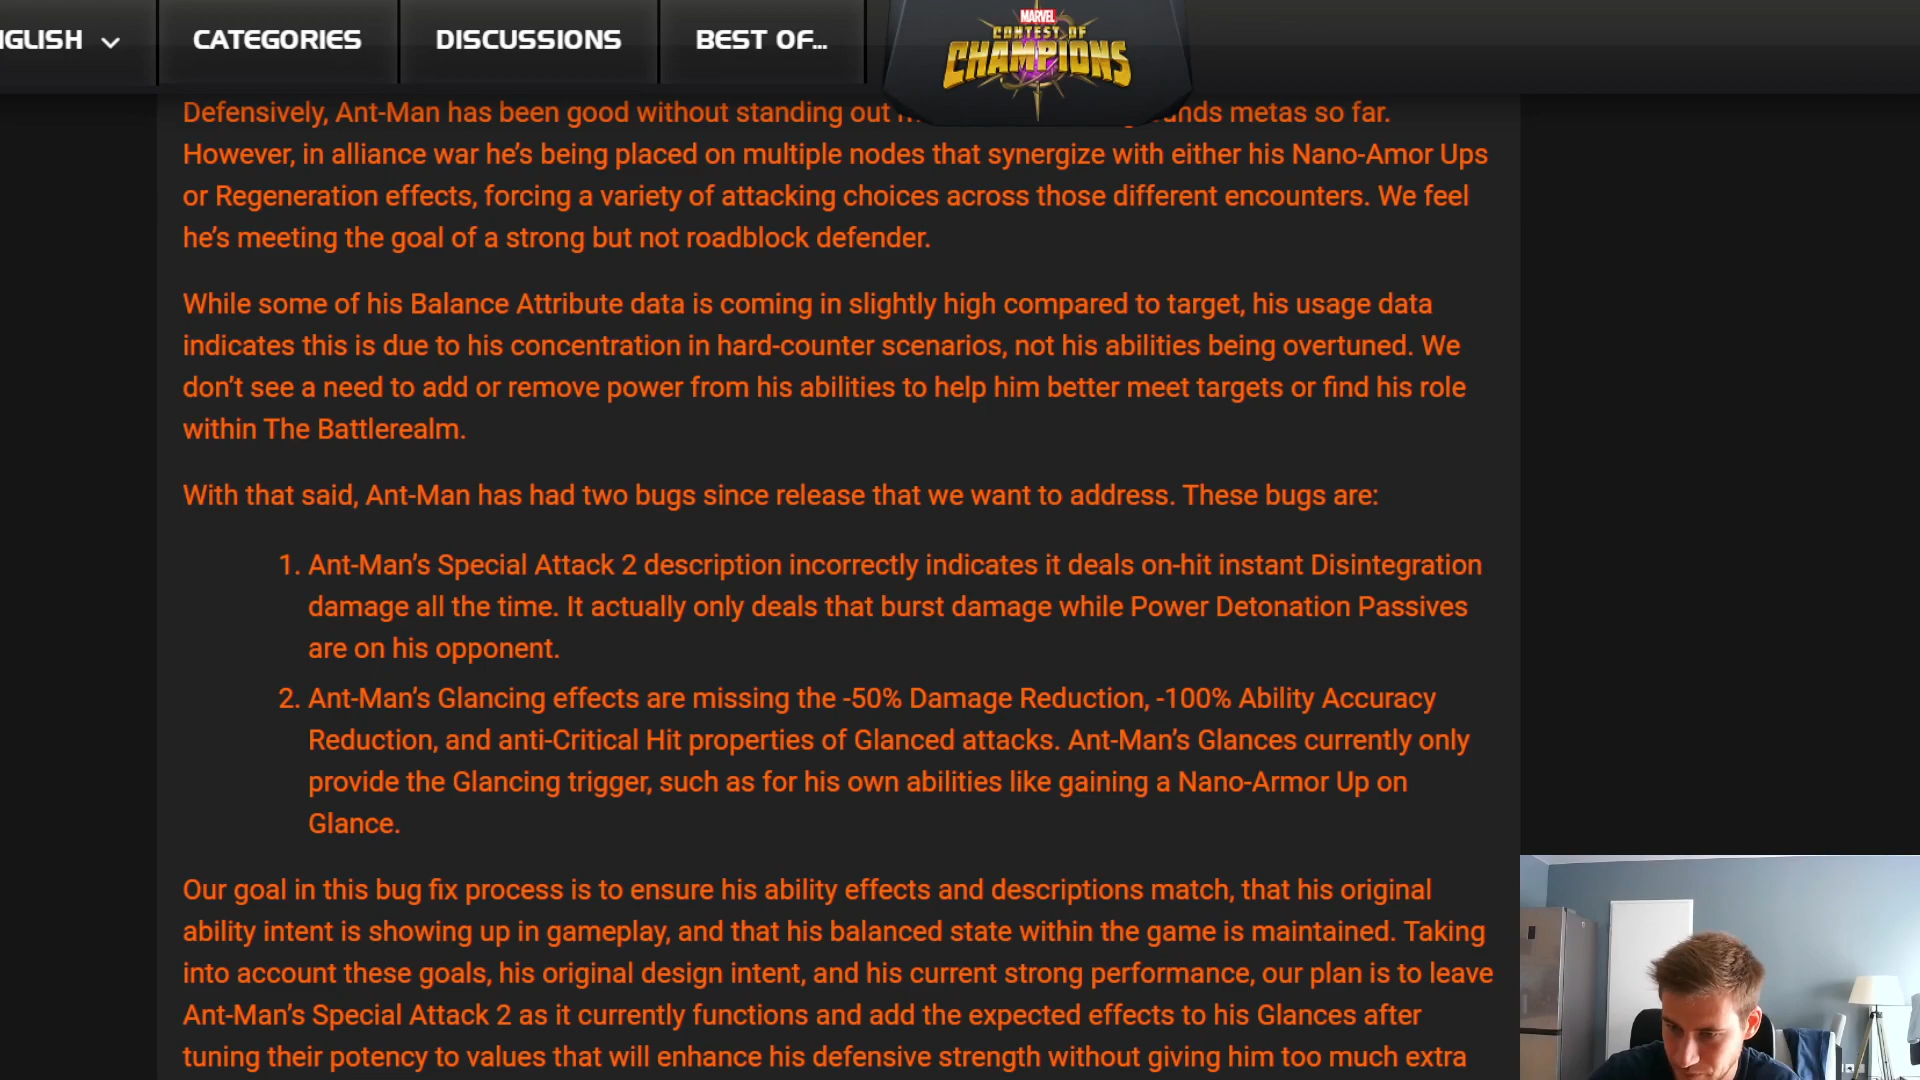 NGLISH
CATEGORIES
DISCUSSIONS
BEST OF...
MARVEL
CONTEST OF
CHAMPIONS
Defensively, Ant-Man has been good without standing out metas so far.
However, in alliance war he’s being placed on multiple nodes that synergize with either his Nano-Amor Ups
or Regeneration effects, forcing a variety of attacking choices across those different encounters. We feel
he’s meeting the goal of a strong but not roadblock defender.
While some of his Balance Attribute data is coming in slightly high compared to target, his usage data
indicates this is due to his concentration in hard-counter scenarios, not his abilities being overtuned. We
don’t see a need to add or remove power from his abilities to help him better meet targets or find his role
within The Battlerealm.
With that said, Ant-Man has had two bugs since release that we want to address. These bugs are:
1. Ant-Man’s Special Attack 2 description incorrectly indicates it deals on-hit instant Disintegration
damage all the time. It actually only deals that burst damage while Power Detonation Passives
are on his opponent.
2. Ant-Man’s Glancing effects are missing the -50% Damage Reduction, -100% Ability Accuracy
Reduction, and anti-Critical Hit properties of Glanced attacks. Ant-Man’s Glances currently only
provide the Glancing trigger, such as for his own abilities like gaining a Nano-Armor Up on
Glance.
Our goal in this bug fix process is to ensure his ability effects and descriptions match, that his original
ability intent is showing up in gameplay, and that his balanced state within the game is maintained. Taking
into account these goals, his original design intent, and his current strong performance, our plan is to leave
Ant-Man’s Special Attack 2 as it currently functions and add the expected effects to his Glances after
tuning their potency to values that will enhance his defensive strength without giving him too much extra